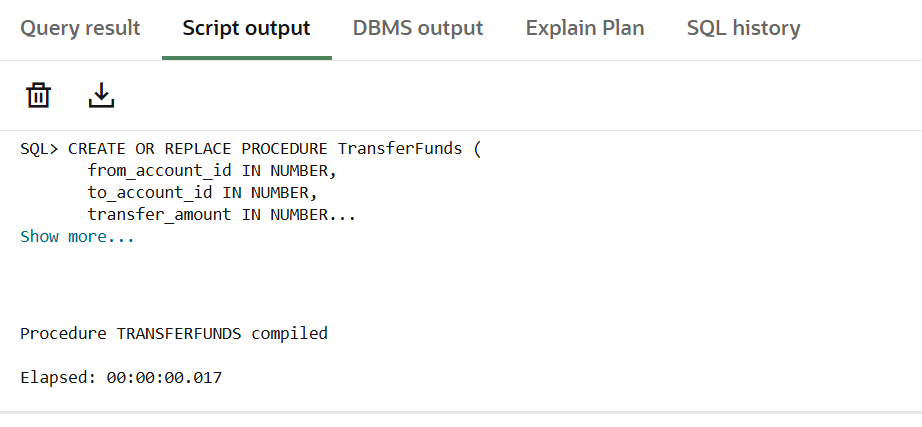 Query result Script output DBMS output Explain Plan SQL history
SQL> CREATE OR REPLACE PROCEDURE TransferFunds (
from_account_id IN NUMBER,
to_account_id IN NUMBER,
transfer_amount IN NUMBER...
Show more...
Procedure TRANSFERFUNDS compiled
Elapsed: 00:00:00.017